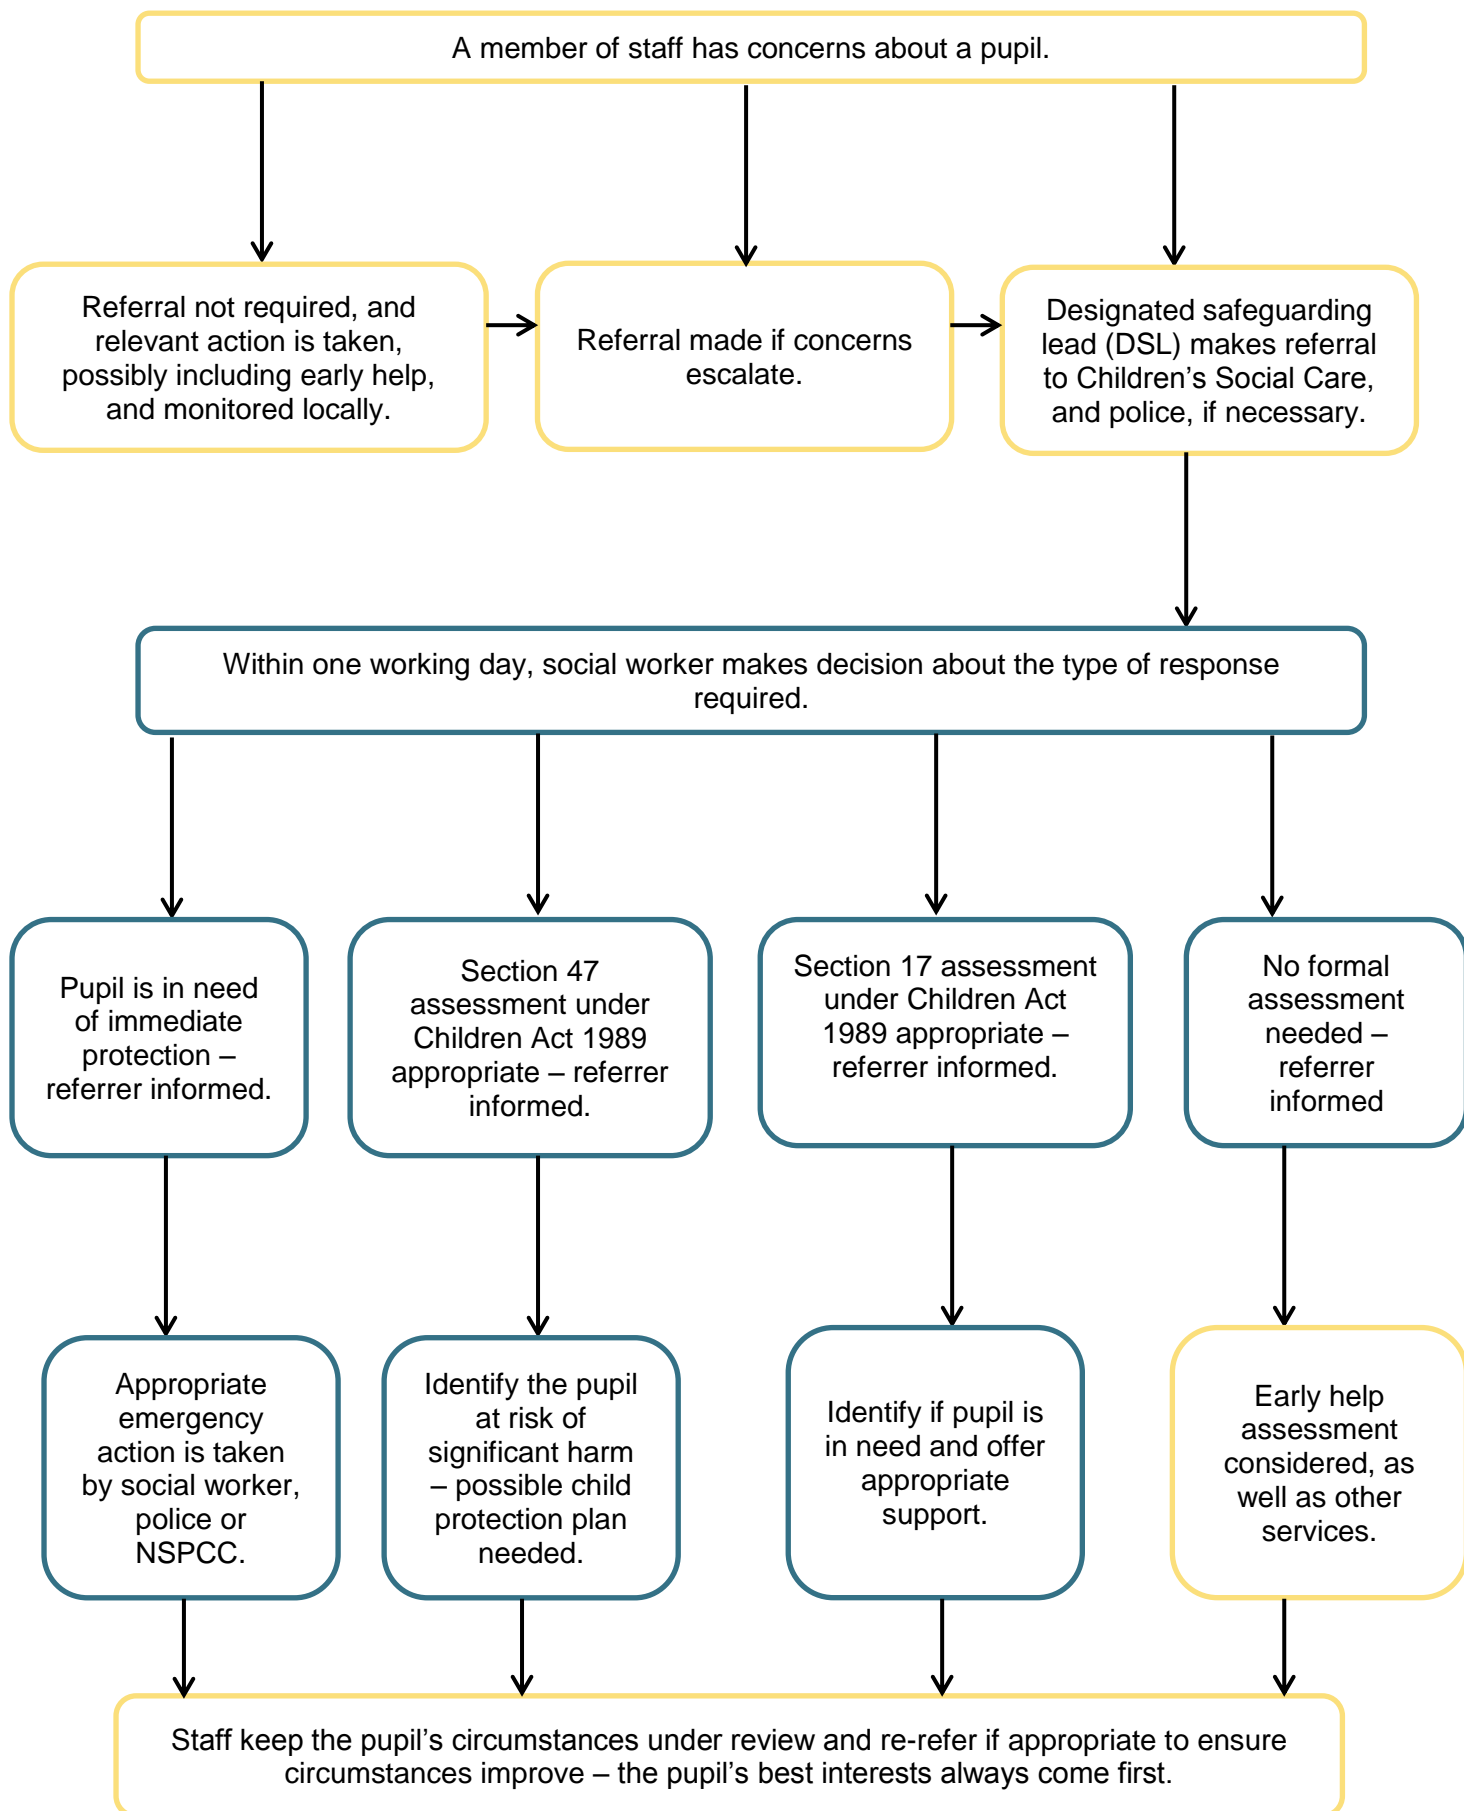 A member of staff has concerns about a pupil.
Referral not required, and
relevant action is taken,
possibly including early help,
and monitored locally.
Referral made if concerns
escalate.
Designated safeguarding
lead (DSL) makes referral
to Children’s Social Care,
and police, if necessary.
Within one working day, social worker makes decision about the type of response
required.
Pupil is in need
of immediate
protection –
referrer informed.
Section 47
assessment under
Children Act 1989
appropriate – referrer
informed.
Section 17 assessment
under Children Act
1989 appropriate –
referrer informed.
No formal
assessment
needed –
referrer
informed
Appropriate
emergency
action is taken
by social worker,
police or
NSPCC.
Identify the pupil
at risk of
significant harm
– possible child
protection plan
needed.
Identify if pupil is
in need and offer
appropriate
support.
Early help
assessment
considered, as
well as other
services.
Staff keep the pupil’s circumstances under review and re-refer if appropriate to ensure
circumstances improve – the pupil’s best interests always come first.